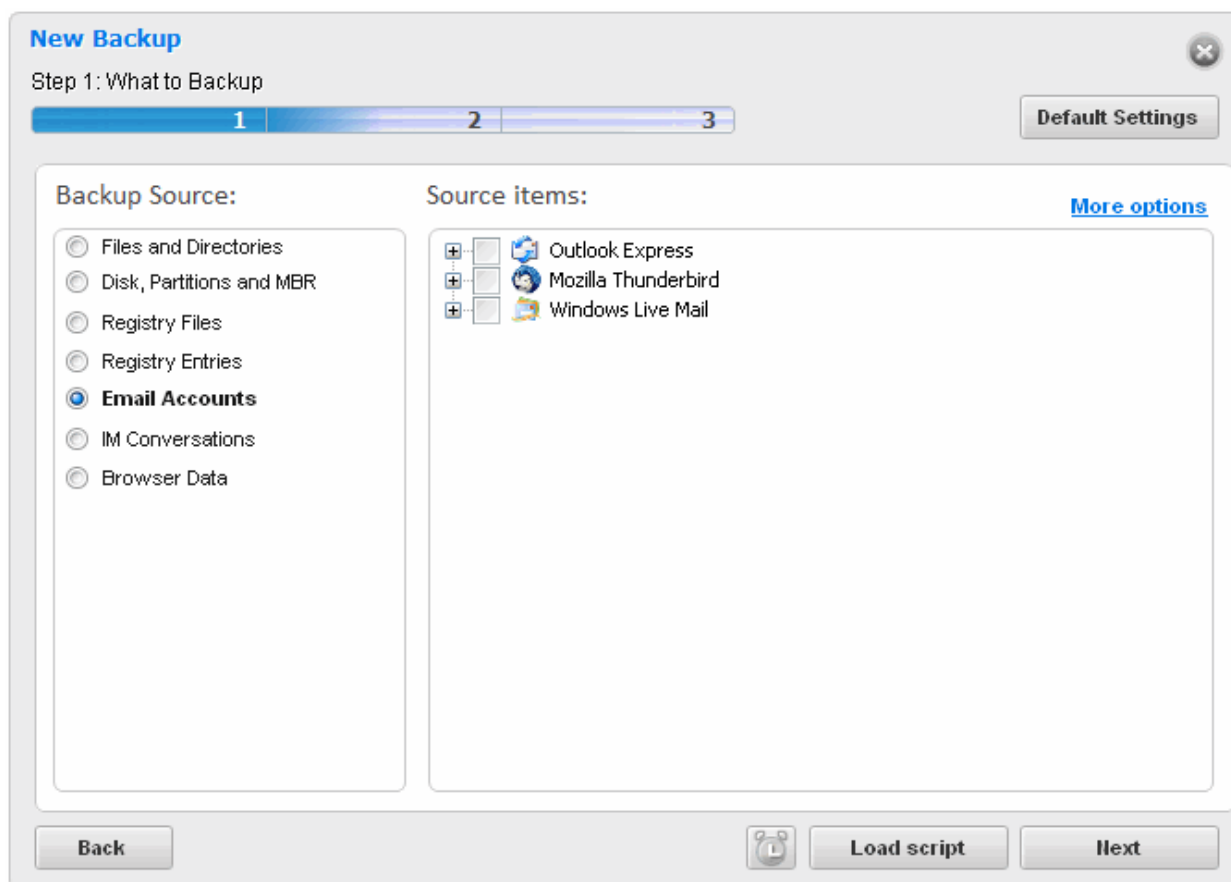 New Backup
Step 1: What to Backup
1 2 3
Default Settings
Backup Source:
Source items:
More options
Files and Directories
Disk, Partitions and MBR
Registry Files
Registry Entries
Email Accounts
IM Conversations
Browser Data
Outlook Express
Mozilla Thunderbird
Windows Live Mail
Back
Load script
Next